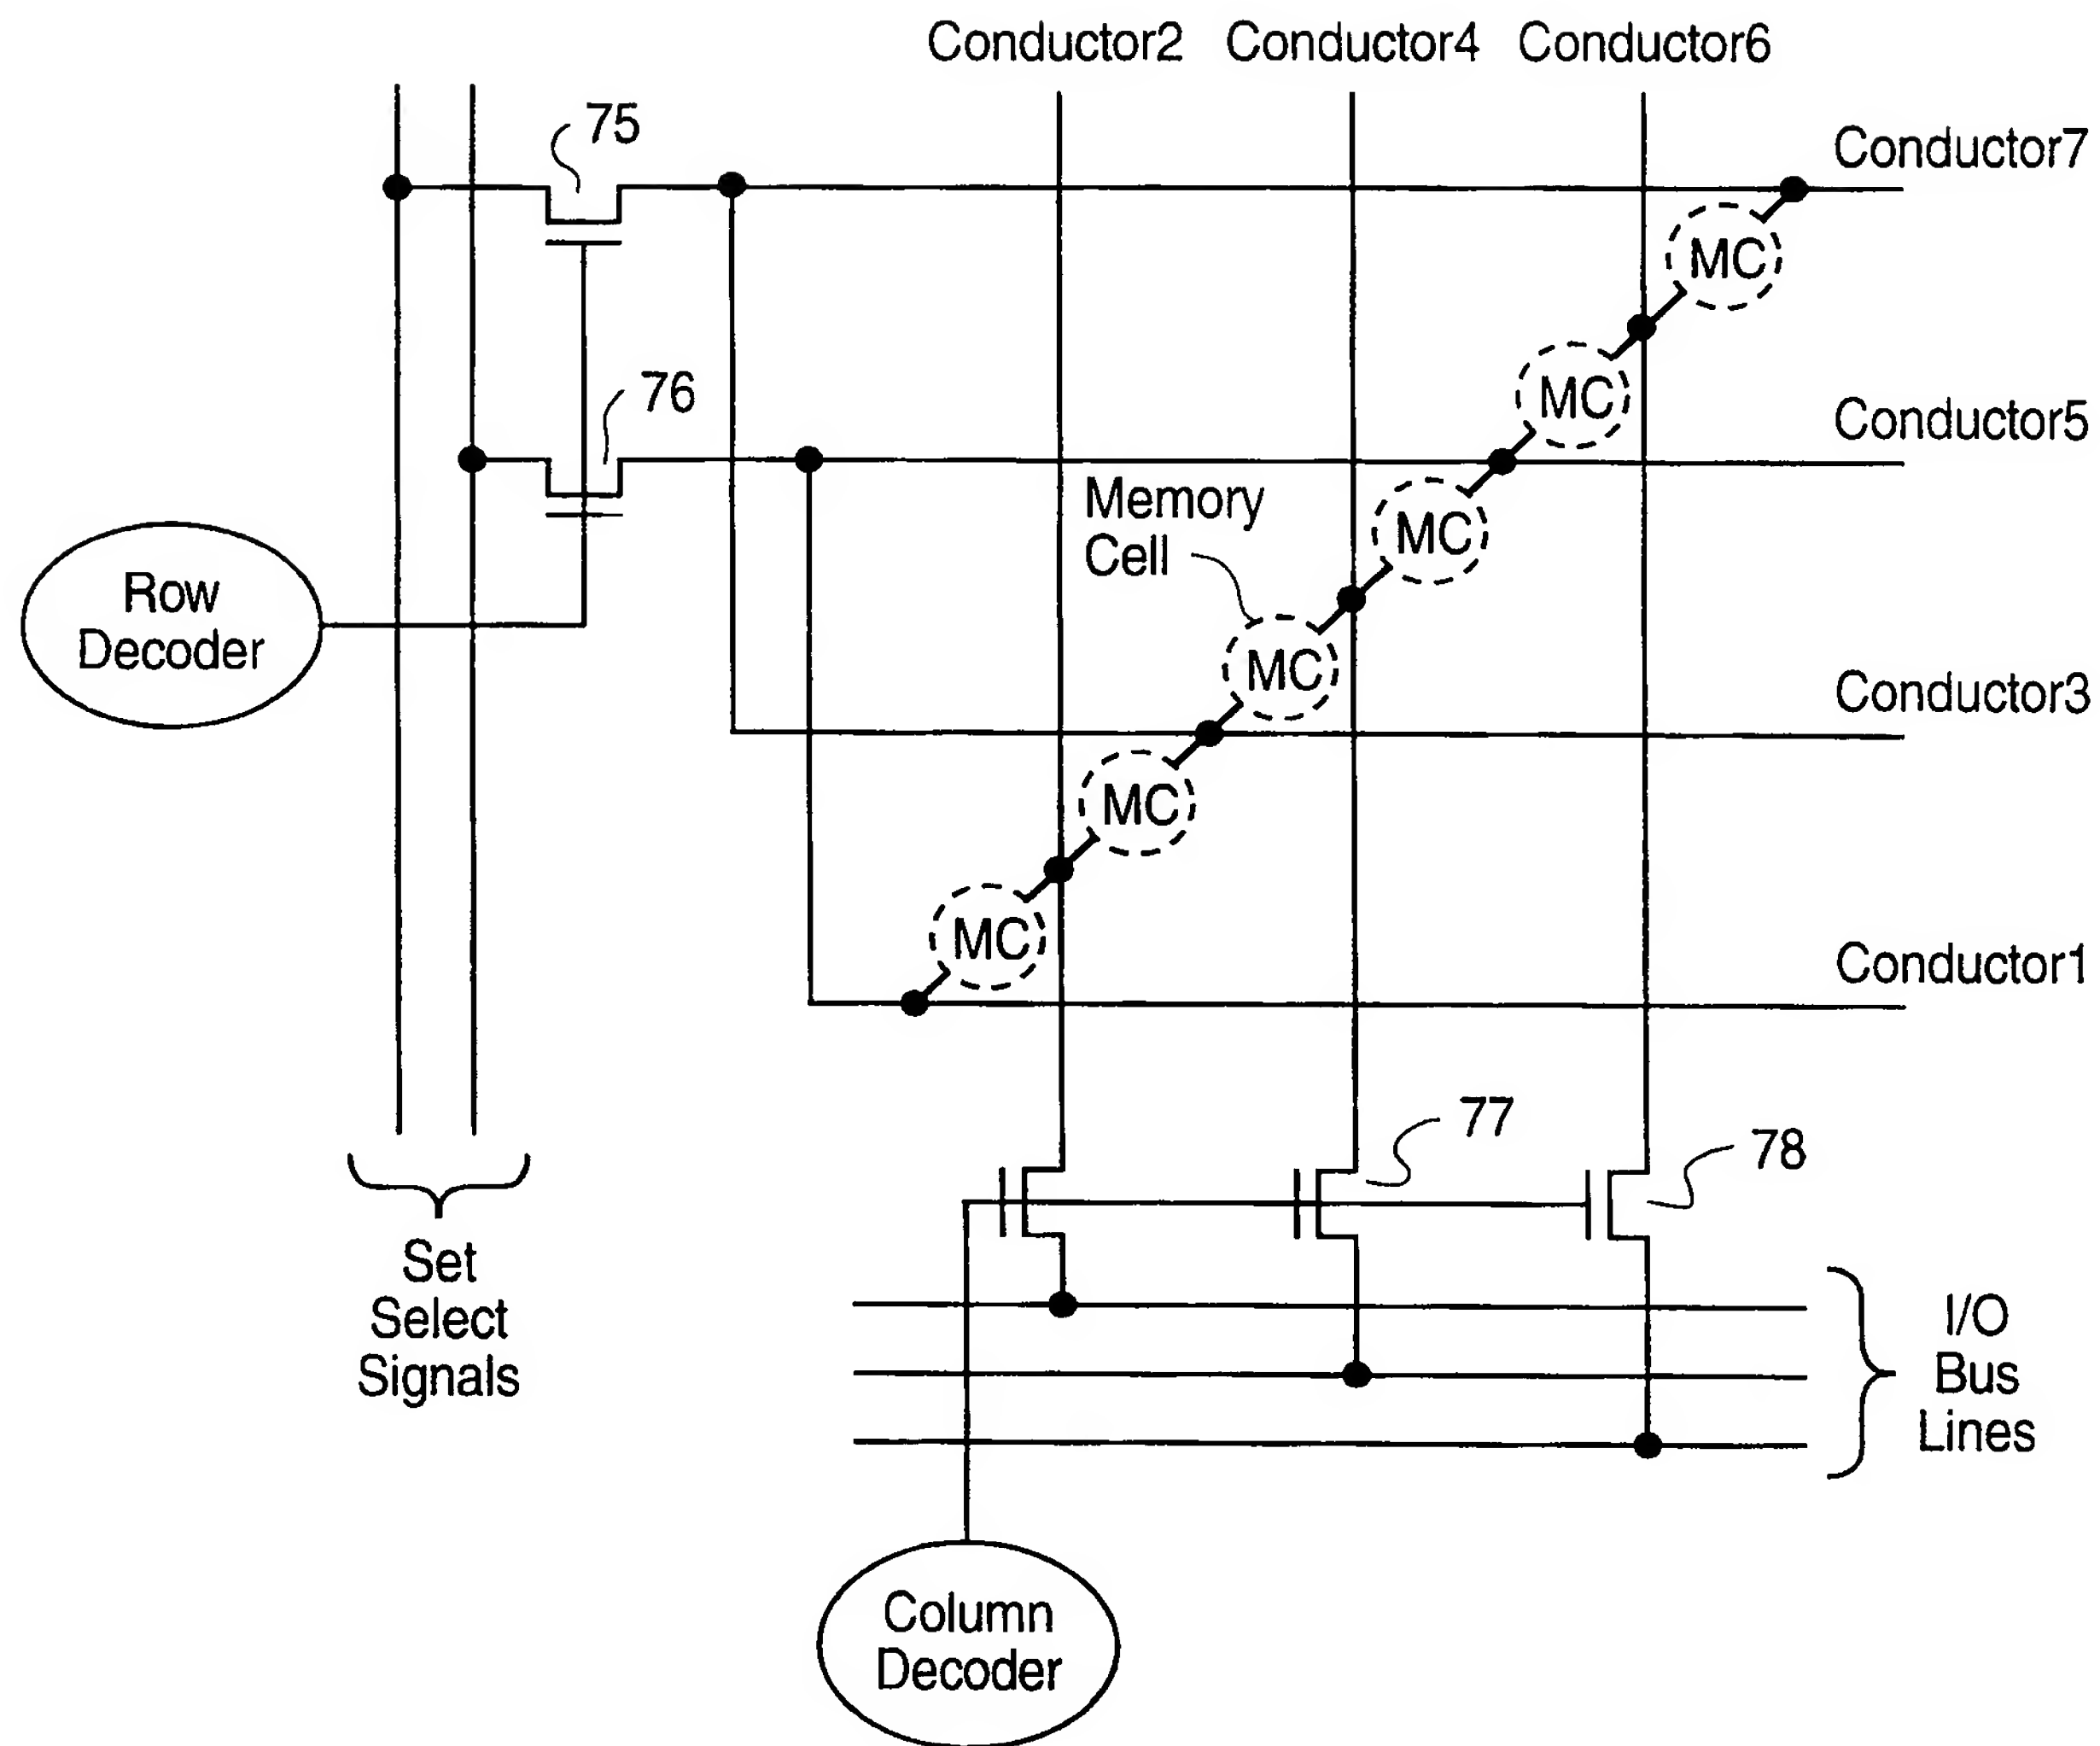 Conductor2 Conductor4 Conductor6
75
Conductor7
MC
76
MC
Conductor5
Memory
Cell
MC
Row
Decoder
MC
Conductor3
MC
MC
Conductor1
77
78
Set
Select
Signals
I/O
Bus
Lines
Column
Decoder